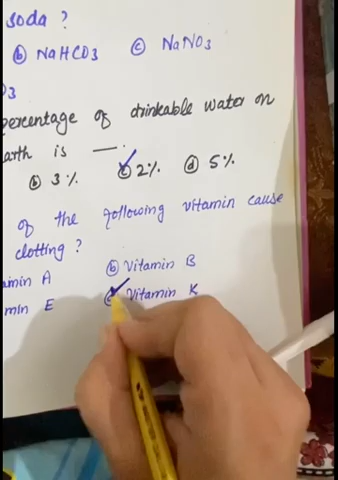 soda ?
(b) NaHCO3 (c) NaNO3
O3
percentage of drinkable water on
arth is —.
(b) 3%. (c) 2%. (d) 5%.
of the following vitamin cause
clotting ?
amin A (b) Vitamin B
min E (d) Vitamin K